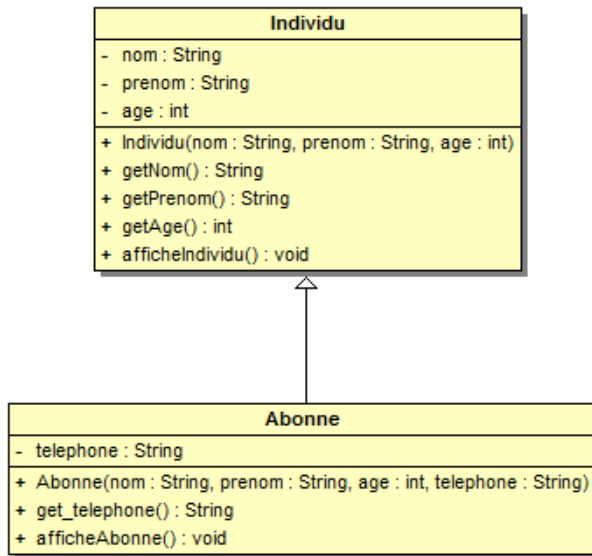 Individu
- nom : String
- prenom : String
- age : int
+ Individu(nom : String, prenom : String, age : int)
+ getNom() : String
+ getPrenom() : String
+ getAge() : int
+ afficheIndividu() : void
Abonne
- telephone : String
+ Abonne(nom : String, prenom : String, age : int, telephone : String)
+ get_telephone() : String
+ afficheAbonne() : void